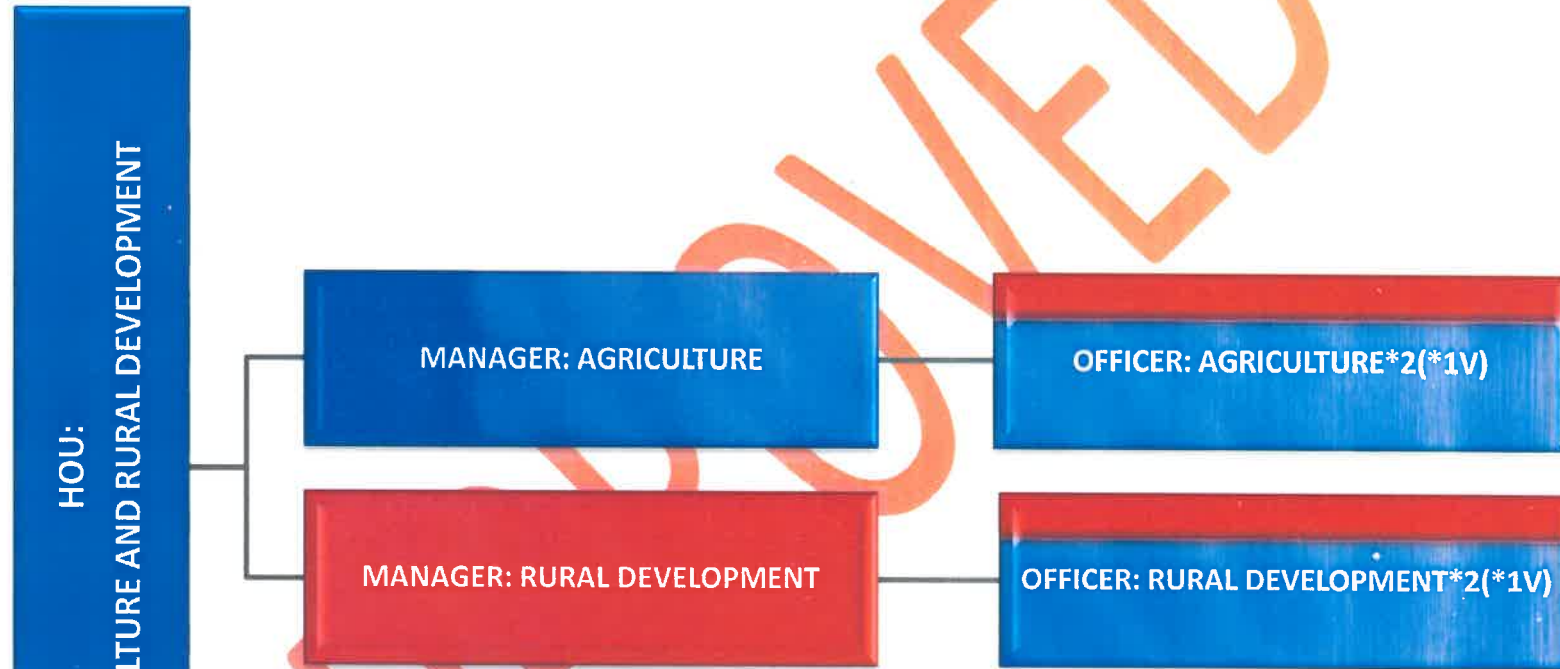 HOU:
LTURE AND RURAL DEVELOPMENT
MANAGER: AGRICULTURE
OFFICER: AGRICULTURE*2(*1V)
MANAGER: RURAL DEVELOPMENT
OFFICER: RURAL DEVELOPMENT*2(*1V)